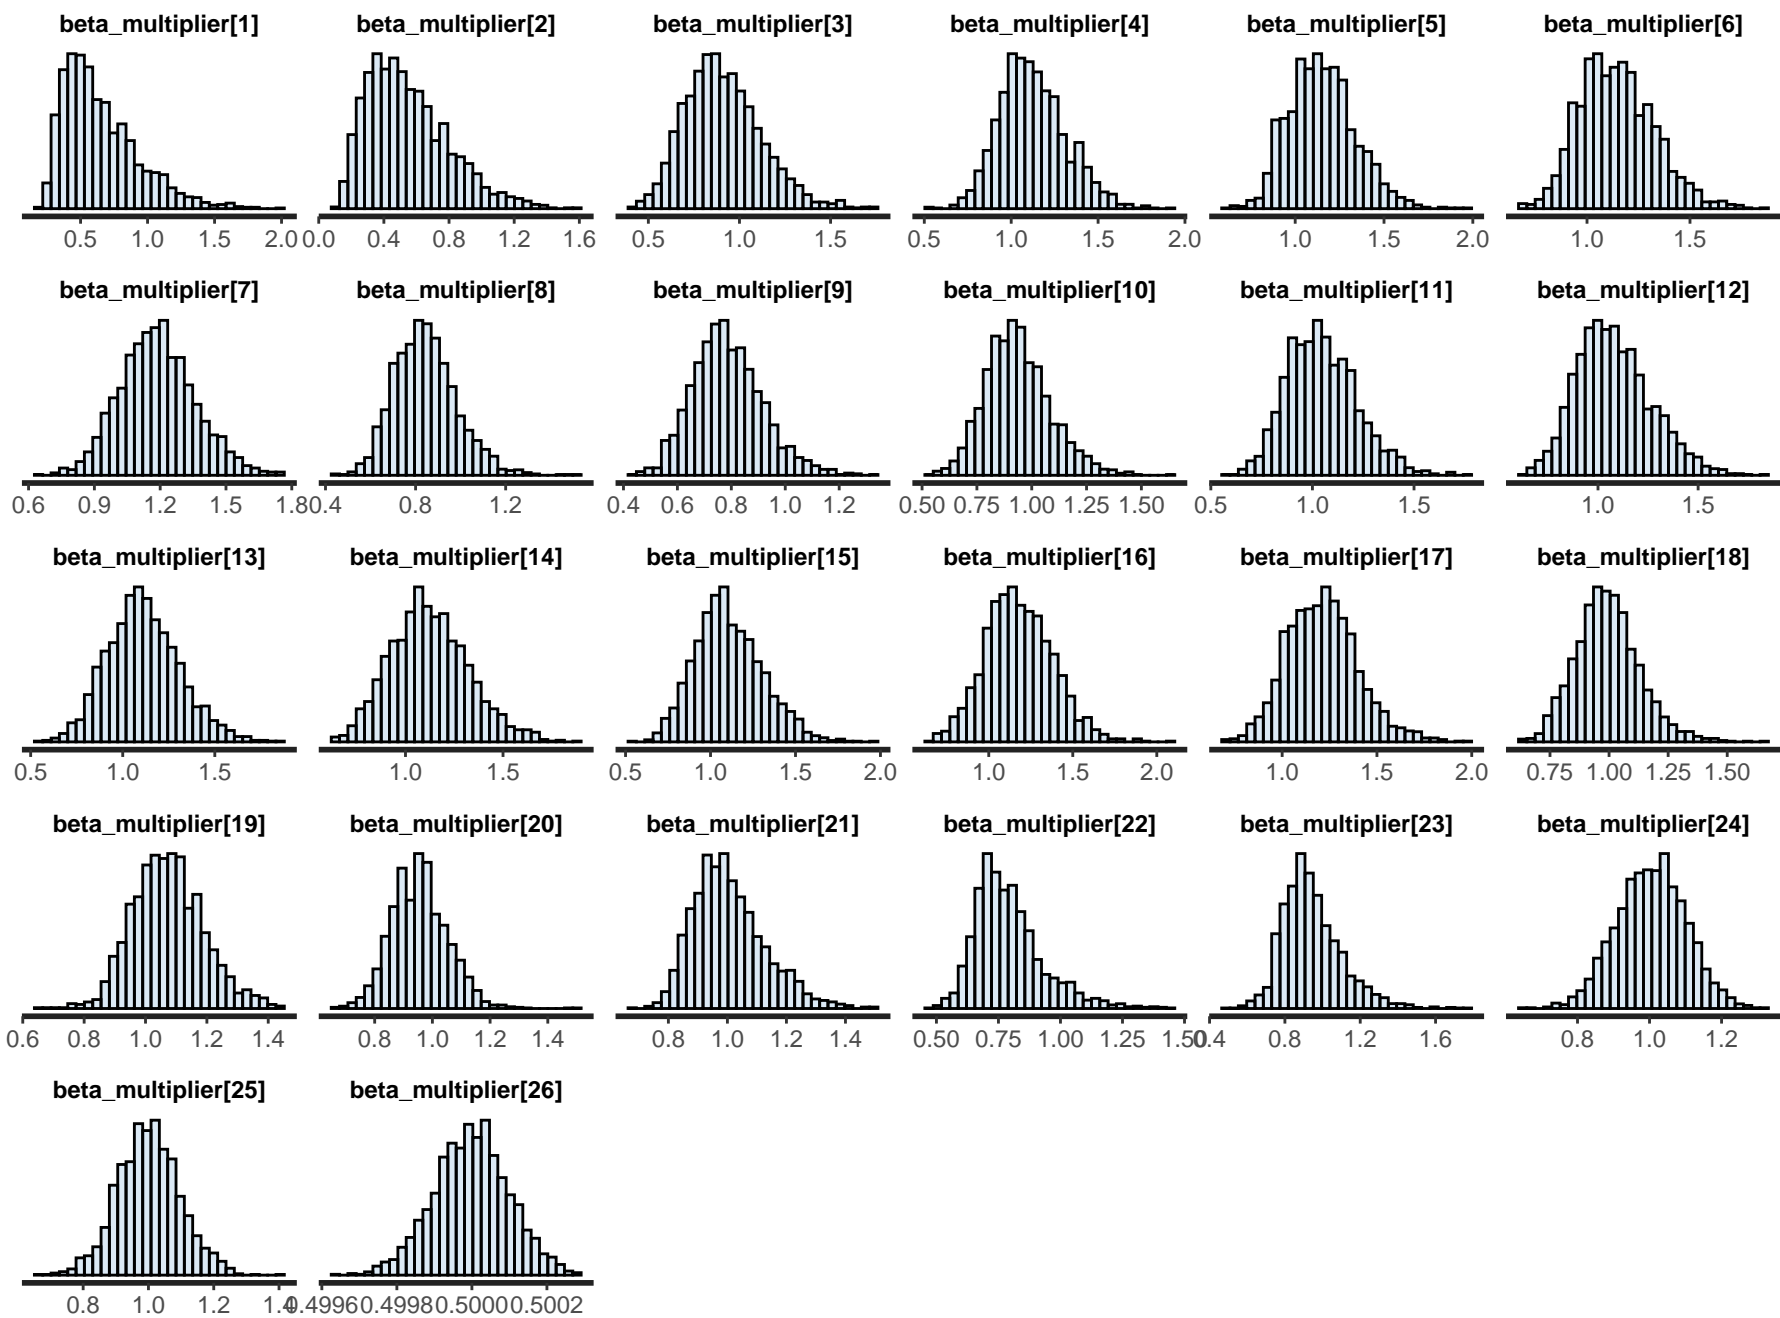 beta_multiplier[1] beta_multiplier[2] beta_multiplier[3] beta_multiplier[4] beta_multiplier[5] beta_multiplier[6]
0.5 1.0 1.5 2.0 0.0 0.4 0.8 1.2 1.6 0.5 1.0 1.5 0.5 1.0 1.5 2.0 1.0 1.5 2.0 1.0 1.5
beta_multiplier[7] beta_multiplier[8] beta_multiplier[9] beta_multiplier[10] beta_multiplier[11] beta_multiplier[12]
0.6 0.9 1.2 1.5 1.8 0.4 0.8 1.2 0.4 0.6 0.8 1.0 1.2 0.50 0.75 1.00 1.25 1.50 0.5 1.0 1.5 1.0 1.5
beta_multiplier[13] beta_multiplier[14] beta_multiplier[15] beta_multiplier[16] beta_multiplier[17] beta_multiplier[18]
0.5 1.0 1.5 1.0 1.5 0.5 1.0 1.5 2.0 1.0 1.5 2.0 1.0 1.5 2.0 0.75 1.00 1.25 1.50
beta_multiplier[19] beta_multiplier[20] beta_multiplier[21] beta_multiplier[22] beta_multiplier[23] beta_multiplier[24]
0.6 0.8 1.0 1.2 1.4 0.8 1.0 1.2 1.4 0.8 1.0 1.2 1.4 0.50 0.75 1.00 1.25 1.50 0.4 0.8 1.2 1.6 0.8 1.0 1.2
beta_multiplier[25] beta_multiplier[26]
0.8 1.0 1.2 1.4 0.4996 0.4998 0.5000 0.5002